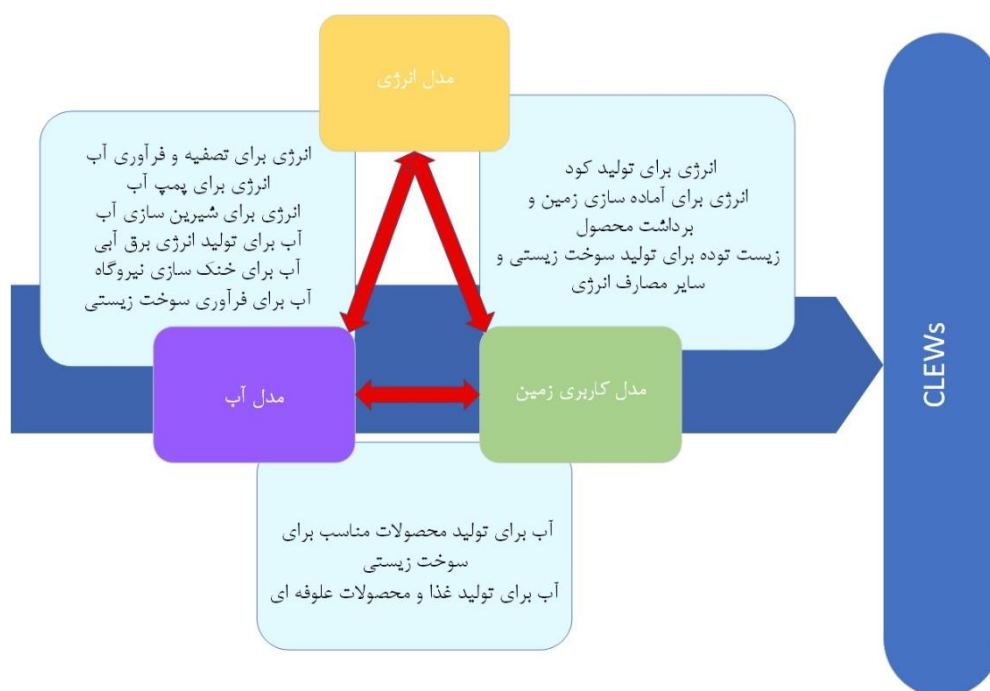 مدل انرژی
انرژی برای تولید کود
انرژی برای آماده سازی زمین و
برداشت محصول
زیست توده برای تولید سوخت زیستی و
سایر مصارف انرژی
انرژی برای تصفیه و فرآوری آب
انرژی برای پمپ آب
انرژی برای شیرین سازی آب
آب برای تولید انرژی برق آبی
آب برای خنک سازی نیروگاه
آب برای فرآوری سوخت زیستی
مدل کاربری زمین
مدل آب
آب برای تولید محصولات مناسب برای
سوخت زیستی
آب برای تولید غذا و محصولات علوفه ای
CLEWs